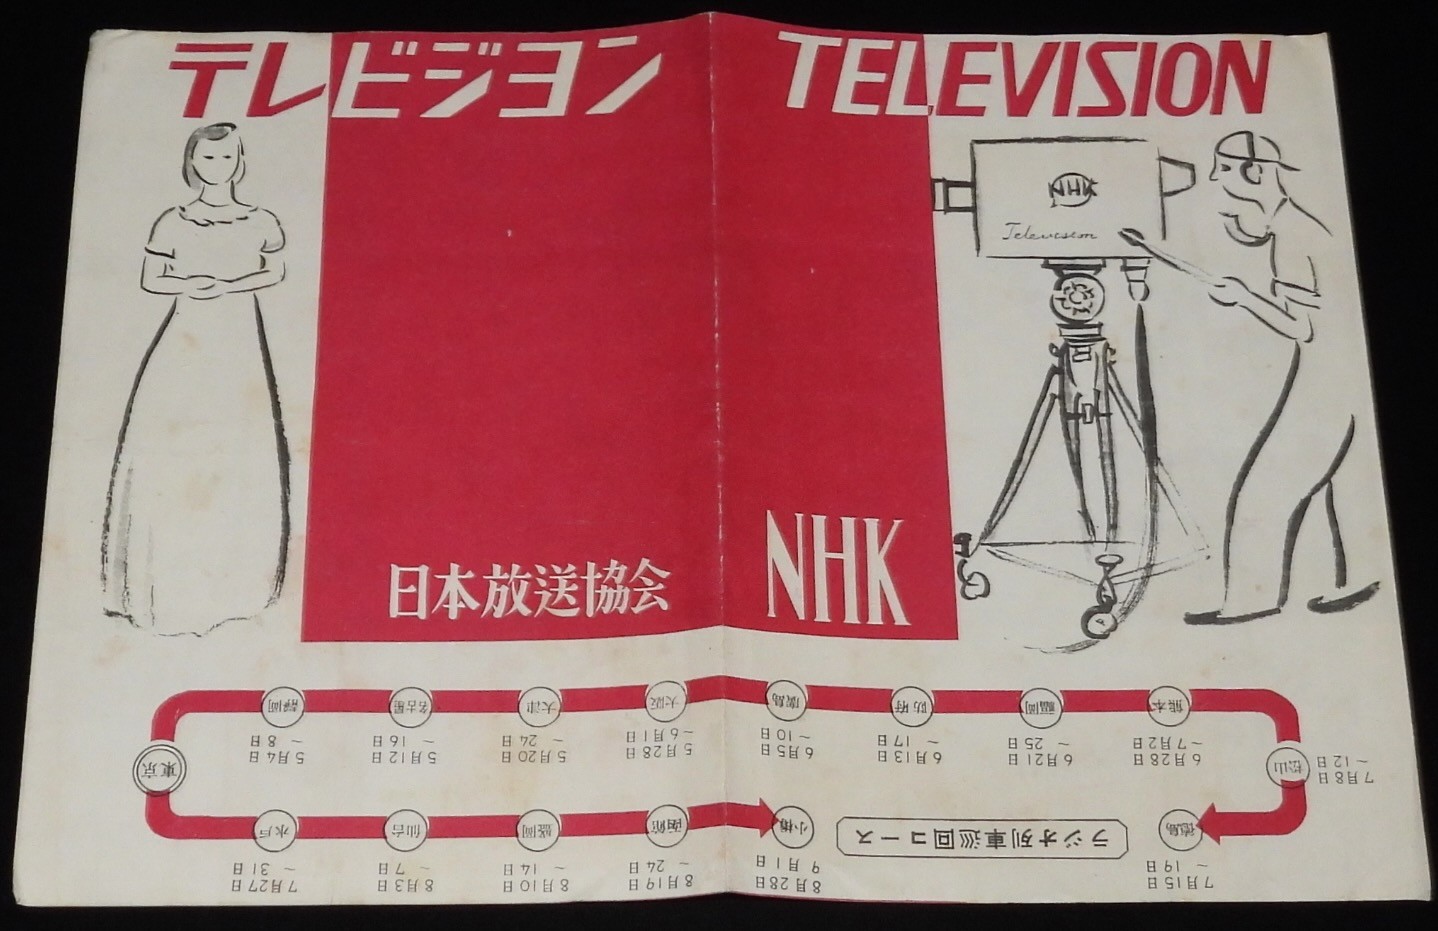 テレビジヨン
TELEVISION
NHK
Television
日本放送協会
NHK
ラジオ列車巡回コース
東京
静岡
5月4日
〜8日
名古屋
5月12日
〜16日
大津
5月20日
〜24日
大阪
5月28日
〜6月1日
廣島
6月5日
〜10日
防府
6月13日
〜17日
福岡
6月21日
〜25日
熊本
6月28日
〜7月2日
松山
7月8日
〜12日
徳島
7月15日
〜19日
水戸
7月27日
〜31日
仙台
8月3日
〜7日
盛岡
8月10日
〜14日
函館
8月19日
〜24日
小樽
8月28日
9月1日